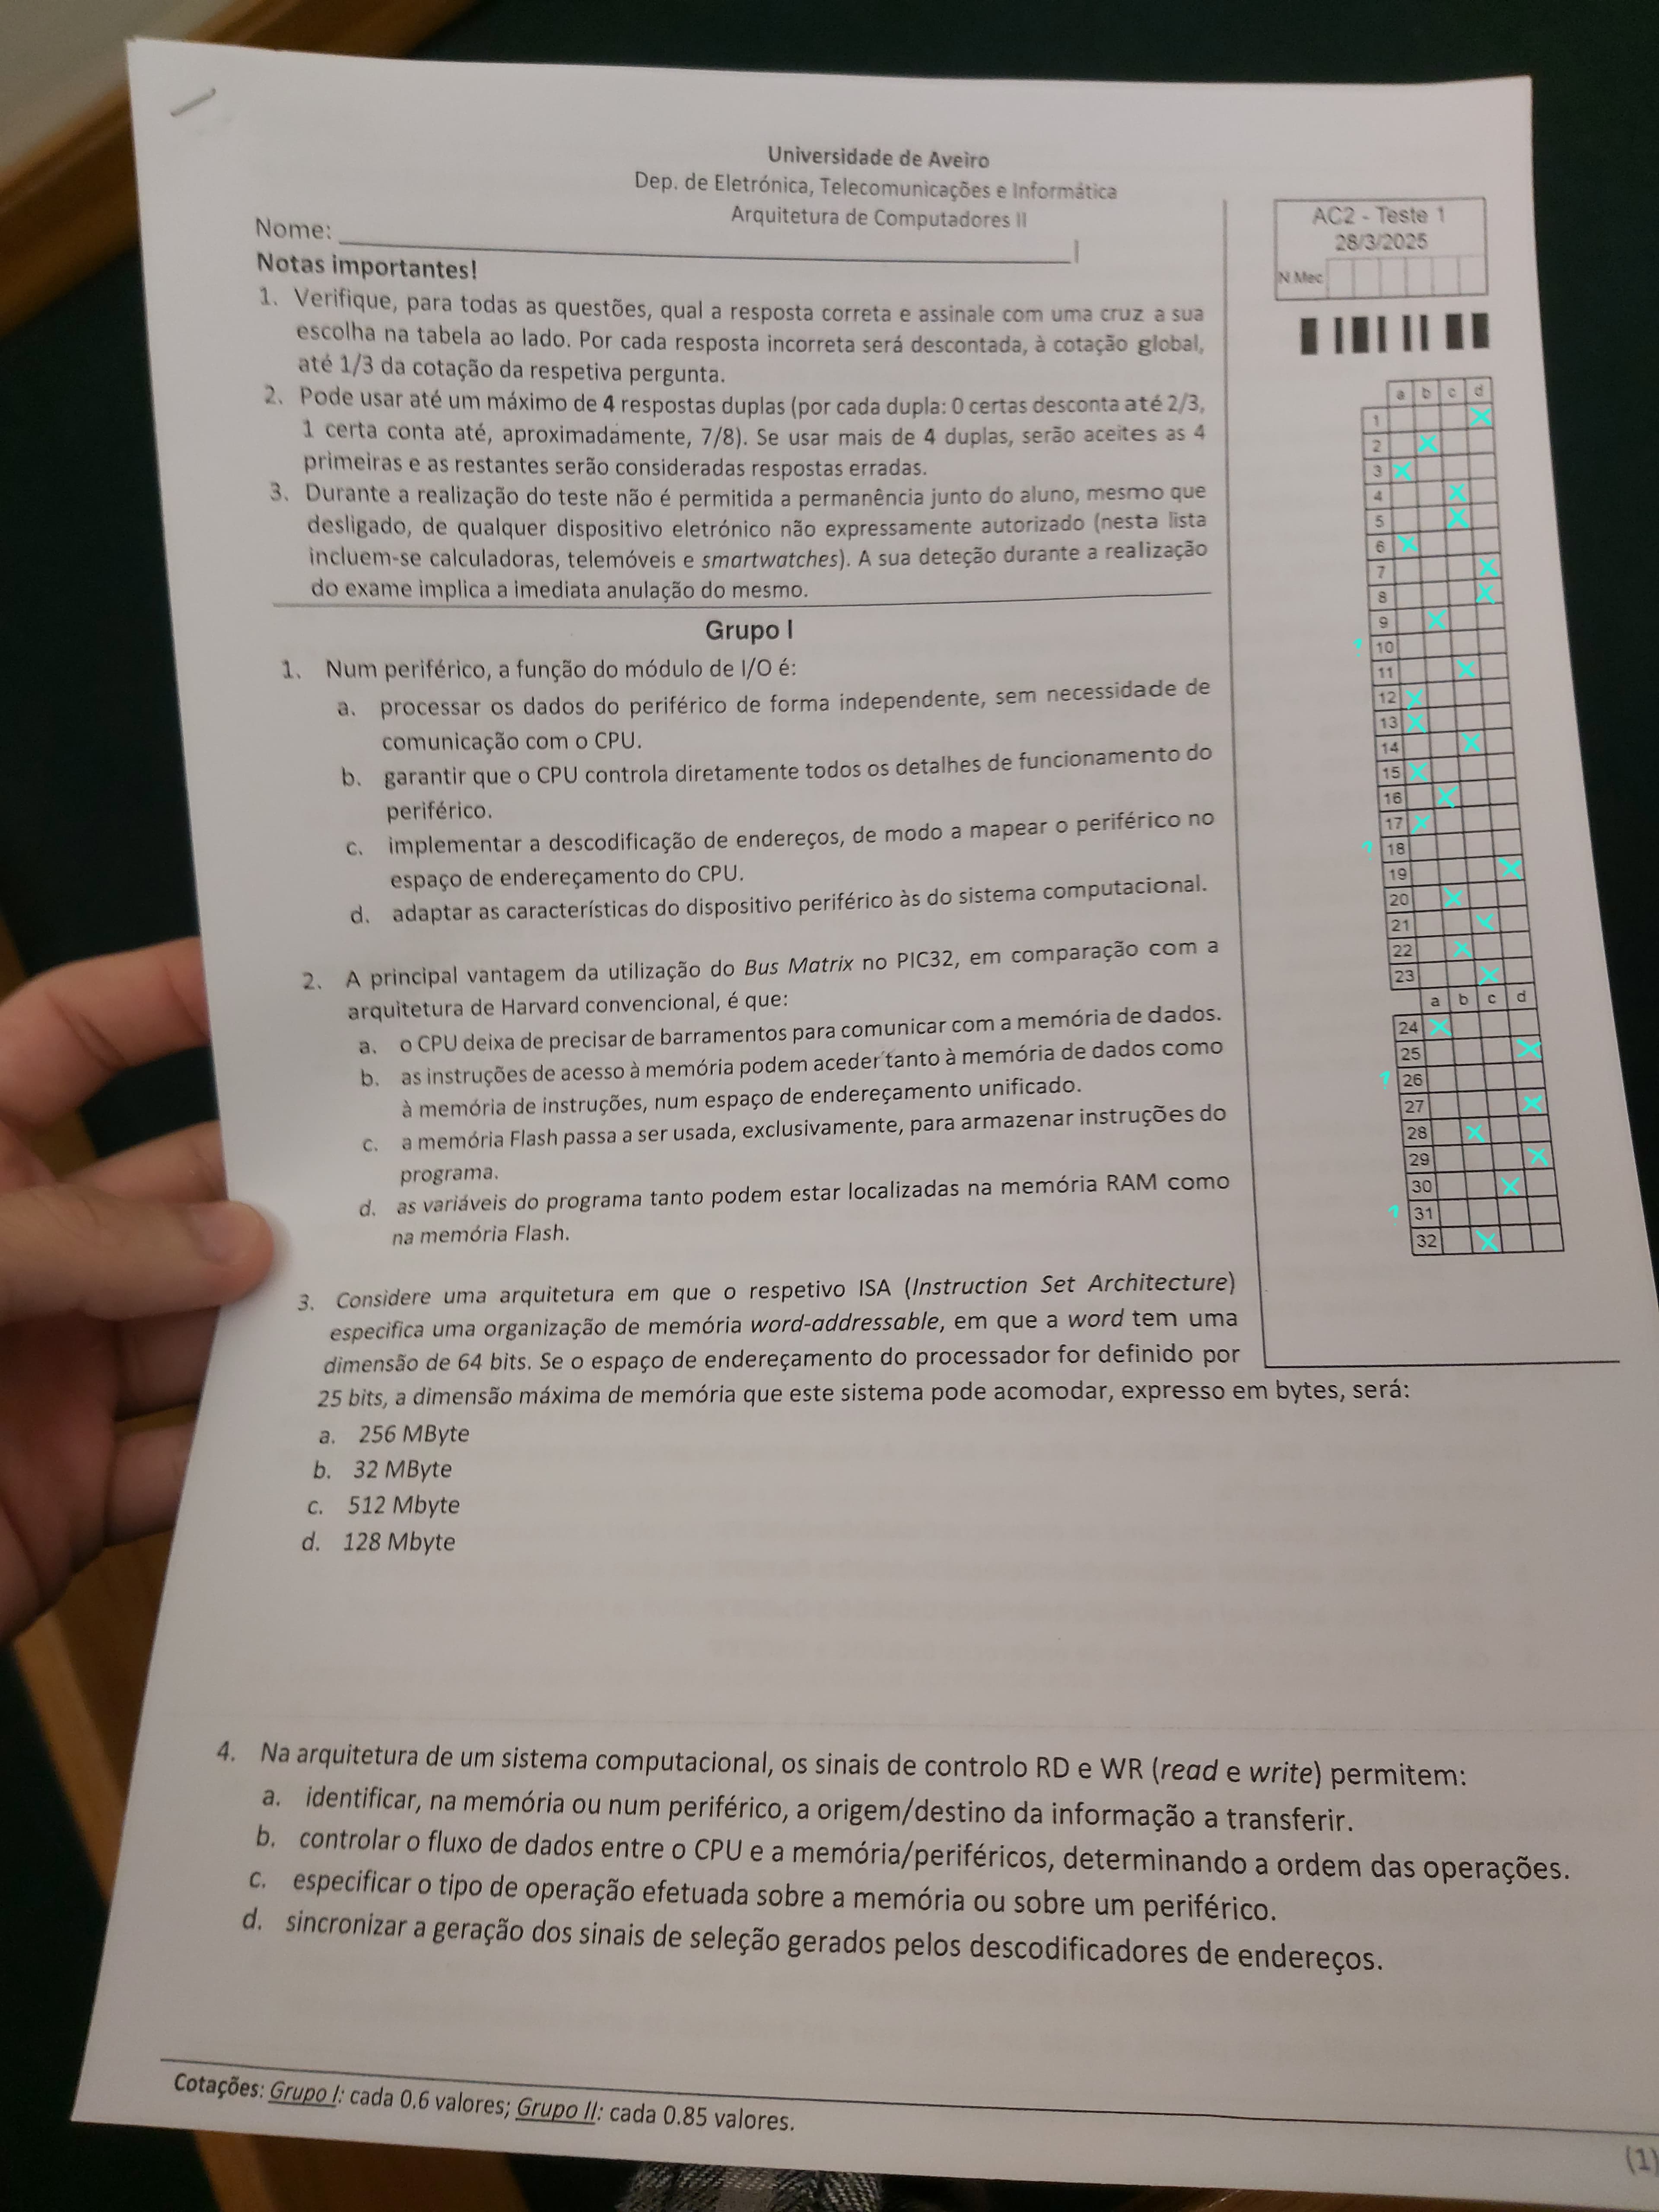 Universidade de Aveiro
Dep. de Eletrónica, Telecomunicações e Informática
Arquitetura de Computadores II
Nome:
Notas importantes!
1. Verifique, para todas as questões, qual a resposta correta e assinale com uma cruz a sua
escolha na tabela ao lado. Por cada resposta incorreta será descontada, à cotação global,
até 1/3 da cotação da respetiva pergunta.
2. Pode usar até um máximo de 4 respostas duplas (por cada dupla: 0 certas desconta até 2/3,
1 certa conta até, aproximadamente, 7/8). Se usar mais de 4 duplas, serão aceites as 4
primeiras e as restantes serão consideradas respostas erradas.
3. Durante a realização do teste não é permitida a permanência junto do aluno, mesmo que
desligado, de qualquer dispositivo eletrónico não expressamente autorizado (nesta lista
incluem-se calculadoras, telemóveis e smartwatches). A sua deteção durante a realização
do exame implica a imediata anulação do mesmo.
Grupo I
1. Num periférico, a função do módulo de I/O é:
a. processar os dados do periférico de forma independente, sem necessidade de
comunicação com o CPU.
b. garantir que o CPU controla diretamente todos os detalhes de funcionamento do
periférico.
c. implementar a descodificação de endereços, de modo a mapear o periférico no
espaço de endereçamento do CPU.
d. adaptar as características do dispositivo periférico às do sistema computacional.
2. A principal vantagem da utilização do Bus Matrix no PIC32, em comparação com a
arquitetura de Harvard convencional, é que:
a. o CPU deixa de precisar de barramentos para comunicar com a memória de dados.
b. as instruções de acesso à memória podem aceder tanto à memória de dados como
à memória de instruções, num espaço de endereçamento unificado.
c. a memória Flash passa a ser usada, exclusivamente, para armazenar instruções do
programa.
d. as variáveis do programa tanto podem estar localizadas na memória RAM como
na memória Flash.
3. Considere uma arquitetura em que o respetivo ISA (Instruction Set Architecture)
especifica uma organização de memória word-addressable, em que a word tem uma
dimensão de 64 bits. Se o espaço de endereçamento do processador for definido por
25 bits, a dimensão máxima de memória que este sistema pode acomodar, expresso em bytes, será:
a. 256 MByte
b. 32 MByte
c. 512 Mbyte
d. 128 Mbyte
4. Na arquitetura de um sistema computacional, os sinais de controlo RD e WR (read e write) permitem:
a. identificar, na memória ou num periférico, a origem/destino da informação a transferir.
b. controlar o fluxo de dados entre o CPU e a memória/periféricos, determinando a ordem das operações.
c. especificar o tipo de operação efetuada sobre a memória ou sobre um periférico.
d. sincronizar a geração dos sinais de seleção gerados pelos descodificadores de endereços.
Cotações: Grupo I: cada 0.6 valores; Grupo II: cada 0.85 valores.
(1)
AC2 - Teste 1
28/3/2025
N Mec
a b c d
1 X
2 X
3 X
4 X
5 X
6 X
7 X
8 X
9 X
? 10
11 X
12 X
13 X
14 X
15 X
16 X
17 X
? 18
19 X
20 X
21 X
22 X
23 X
a b c d
24 X
25 X
? 26
27 X
28 X
29 X
30 X
? 31
32 X